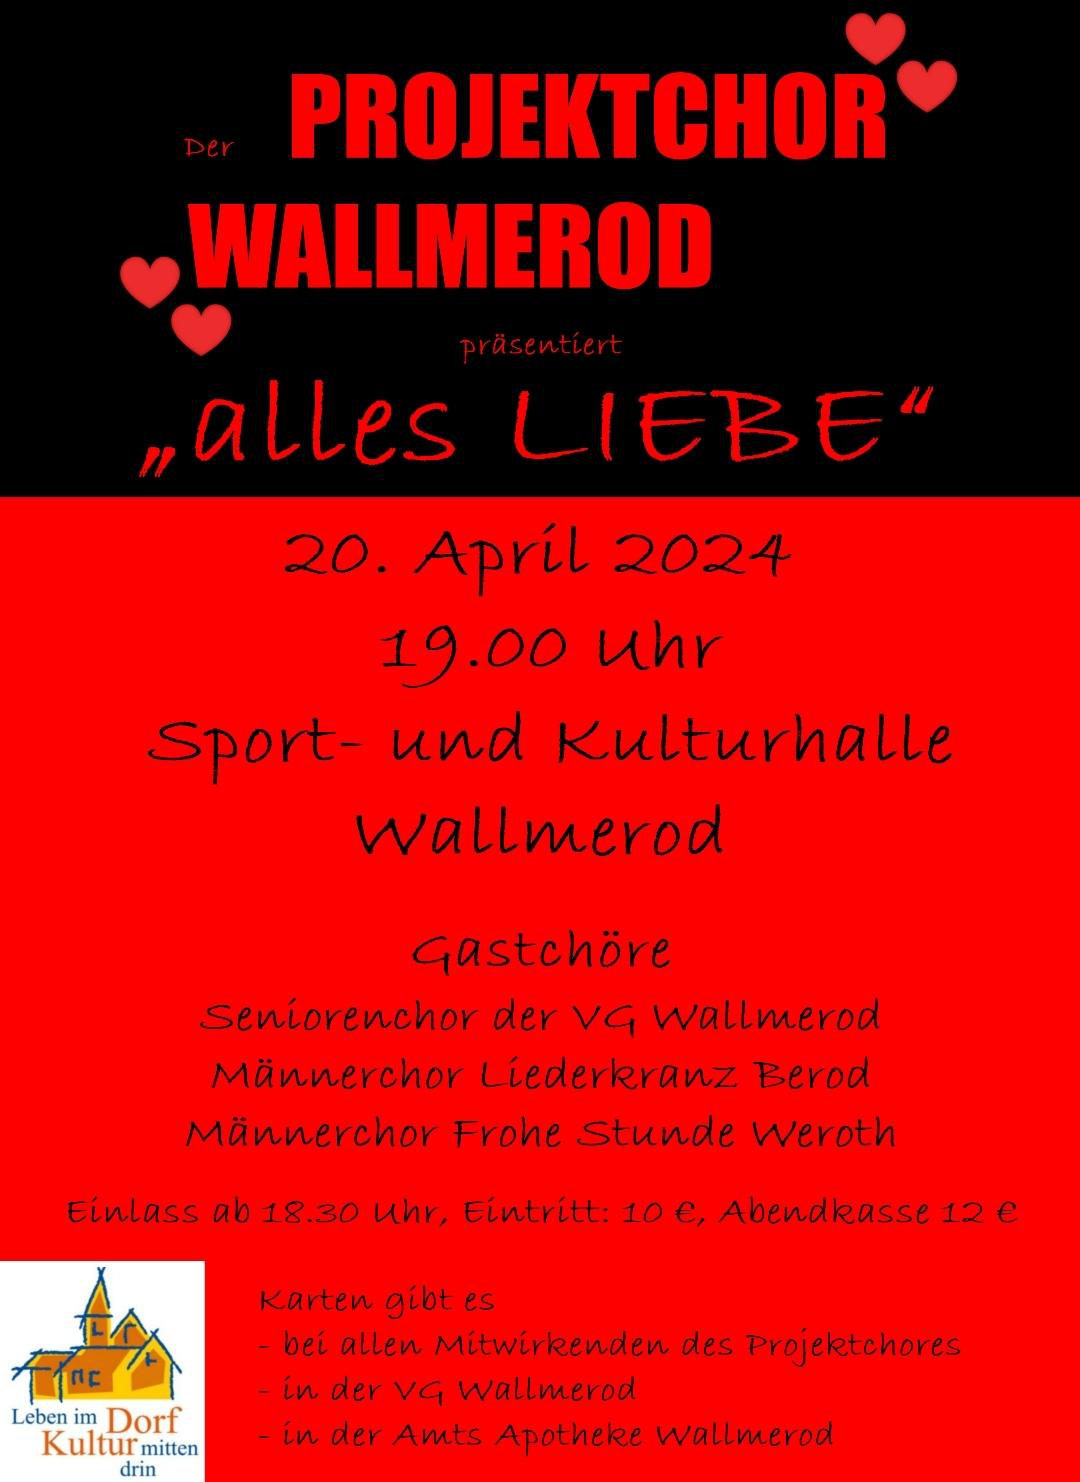 Der PROJEKTCHOR
WALLMEROD
präsentiert
„alles LIEBE“
20. April 2024
19.00 Uhr
Sport- und Kulturhalle
Wallmerod
Gastchöre
Seniorenchor der VG Wallmerod
Männerchor Liederkranz Berod
Männerchor Frohe Stunde Weroth
Einlass ab 18.30 Uhr, Eintritt: 10 €, Abendkasse 12 €
Karten gibt es
- bei allen Mitwirkenden des Projektchores
- in der VG Wallmerod
- in der Amts Apotheke Wallmerod
Leben im Dorf
Kultur mitten
drin